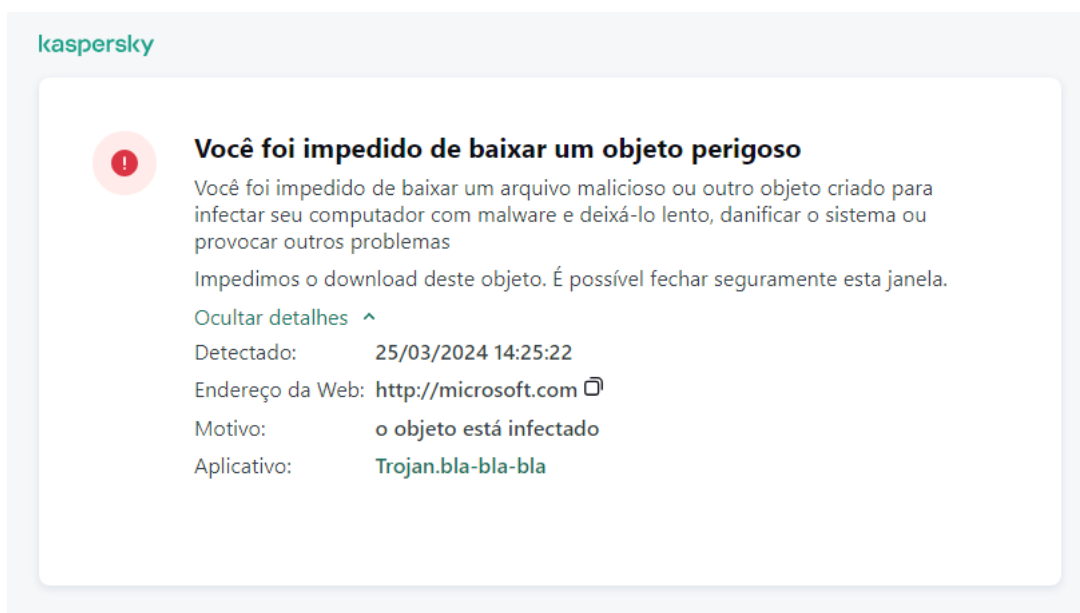 kaspersky
Você foi impedido de baixar um objeto perigoso
Você foi impedido de baixar um arquivo malicioso ou outro objeto criado para
infectar seu computador com malware e deixá-lo lento, danificar o sistema ou
provocar outros problemas
Impedimos o download deste objeto. É possível fechar seguramente esta janela.
Ocultar detalhes
Detectado: 25/03/2024 14:25:22
Endereço da Web: http://microsoft.com
Motivo: o objeto está infectado
Aplicativo: Trojan.bla-bla-bla